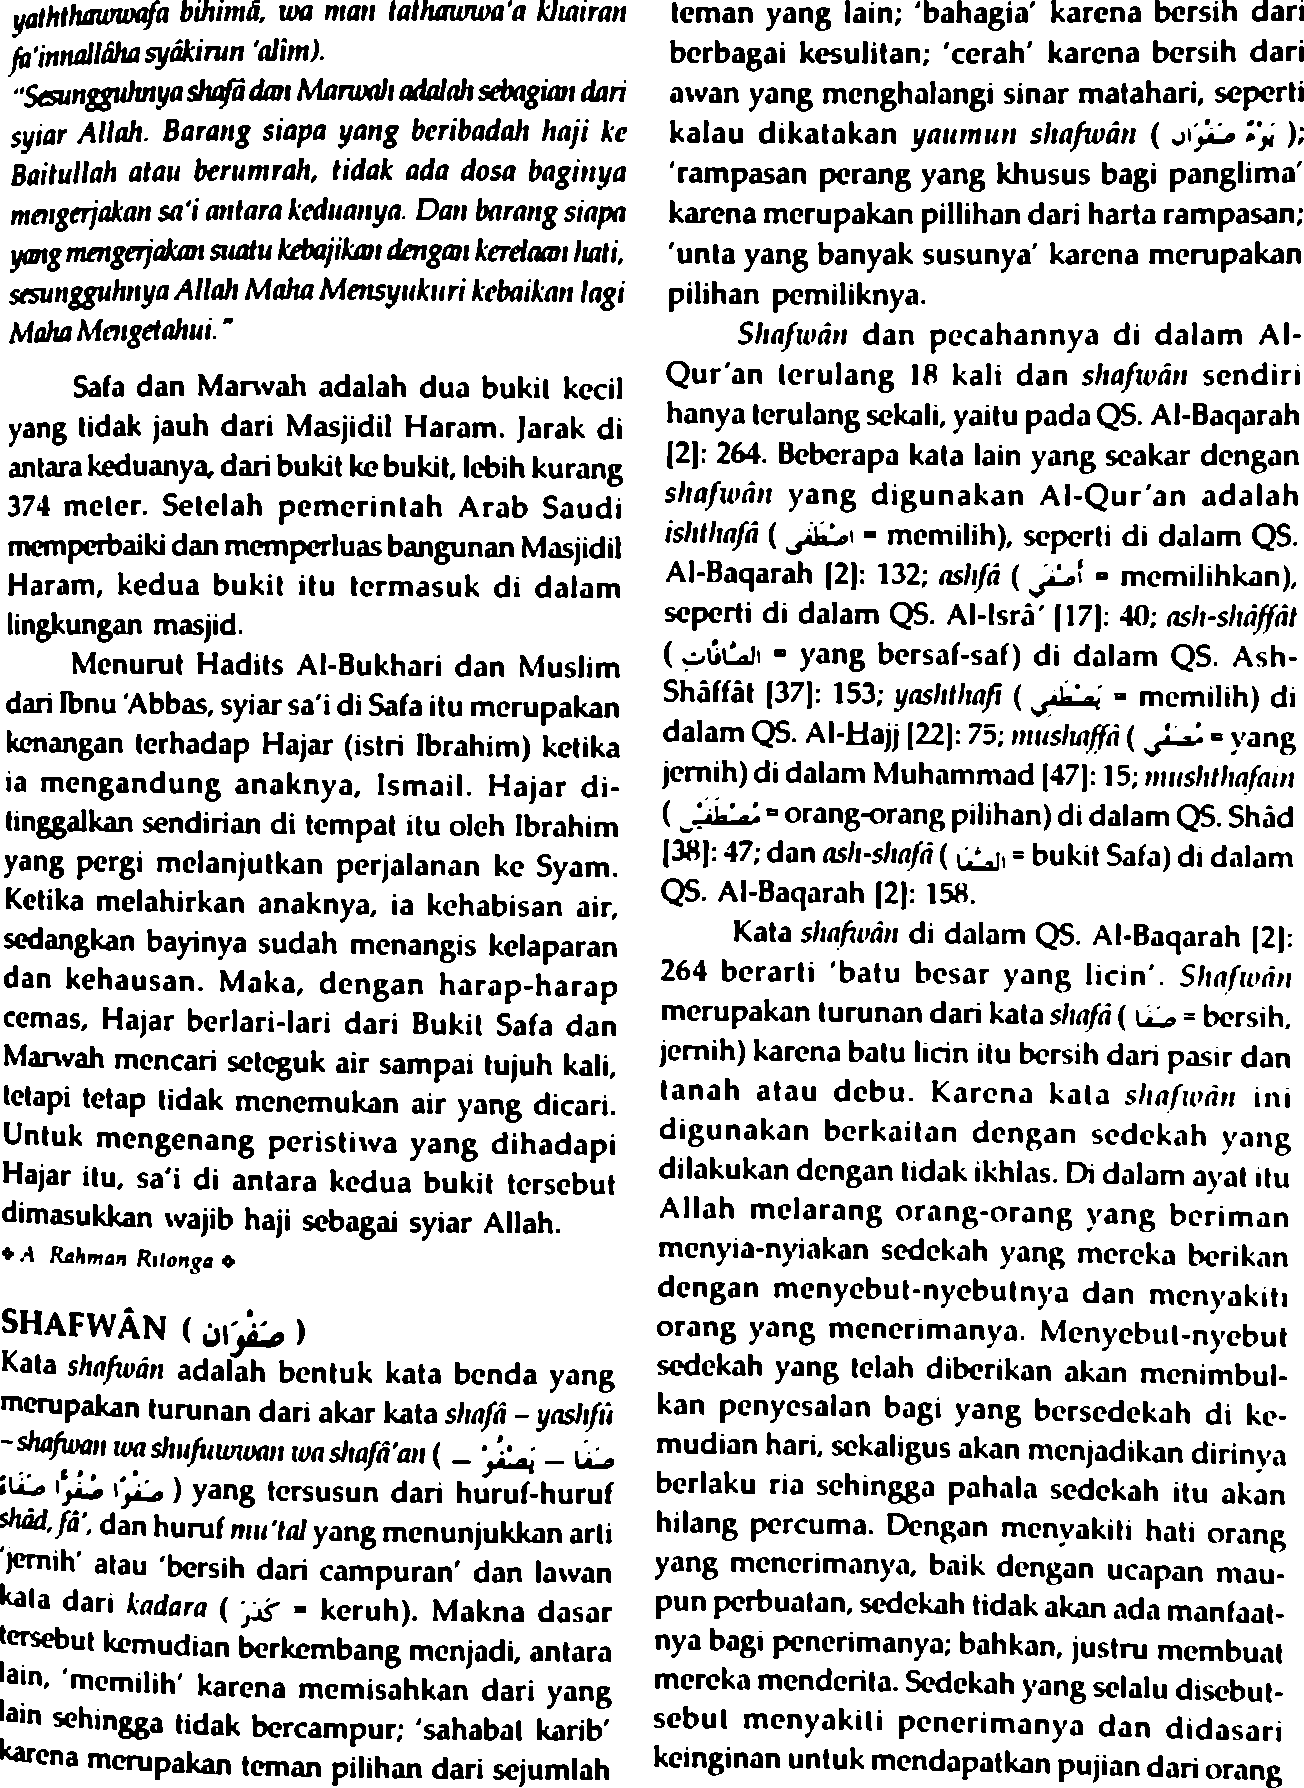 yaththawwafa bihimâ, wa man tathawwa'a khairan
fa'innallâha syâkirun 'alîm).
"Sesungguhnya shafâ dan Marwah adalah sebagian dari
syiar Allah. Barang siapa yang beribadah haji ke
Baitullah atau berumrah, tidak ada dosa baginya
mengerjakan sa'i antara keduanya. Dan barang siapa
yang mengerjakan suatu kebajikan dengan kerelaan hati,
sesungguhnya Allah Maha Mensyukuri kebaikan lagi
Maha Mengetahui."
Safa dan Marwah adalah dua bukit kecil
yang tidak jauh dari Masjidil Haram. Jarak di
antara keduanya, dari bukit ke bukit, lebih kurang
374 meter. Setelah pemerintah Arab Saudi
memperbaiki dan memperluas bangunan Masjidil
Haram, kedua bukit itu termasuk di dalam
lingkungan masjid.
Menurut Hadits Al-Bukhari dan Muslim
dari Ibnu 'Abbas, syiar sa'i di Safa itu merupakan
kenangan terhadap Hajar (istri Ibrahim) ketika
ia mengandung anaknya, Ismail. Hajar di-
tinggalkan sendirian di tempat itu oleh Ibrahim
yang pergi melanjutkan perjalanan ke Syam.
Ketika melahirkan anaknya, ia kehabisan air,
sedangkan bayinya sudah menangis kelaparan
dan kehausan. Maka, dengan harap-harap
cemas, Hajar berlari-lari dari Bukit Safa dan
Marwah mencari seteguk air sampai tujuh kali,
tetapi tetap tidak menemukan air yang dicari.
Untuk mengenang peristiwa yang dihadapi
Hajar itu, sa'i di antara kedua bukit tersebut
dimasukkan wajib haji sebagai syiar Allah.
❖ A Rahman Ritonga ❖
SHAFWÂN ( صَفْوَان )
Kata shafwân adalah bentuk kata benda yang
merupakan turunan dari akar kata shafâ – yashfû
– shafwan wa shufuwwan wa shafâ'an ( صَفَا – يَصْفُوْ –
صَفْوًا صُفُوًّا صَفَاءً ) yang tersusun dari huruf-huruf
shâd, fâ', dan huruf mu'tal yang menunjukkan arti
'jernih' atau 'bersih dari campuran' dan lawan
kata dari kadara ( كَدَرَ = keruh). Makna dasar
tersebut kemudian berkembang menjadi, antara
lain, 'memilih' karena memisahkan dari yang
lain sehingga tidak bercampur; 'sahabat karib'
karena merupakan teman pilihan dari sejumlah
teman yang lain; 'bahagia' karena bersih dari
berbagai kesulitan; 'cerah' karena bersih dari
awan yang menghalangi sinar matahari, seperti
kalau dikatakan yaumun shafwân ( يَوْمٌ صَفْوَان );
'rampasan perang yang khusus bagi panglima'
karena merupakan pillihan dari harta rampasan;
'unta yang banyak susunya' karena merupakan
pilihan pemiliknya.
Shafwân dan pecahannya di dalam Al-
Qur'an terulang 18 kali dan shafwân sendiri
hanya terulang sekali, yaitu pada QS. Al-Baqarah
[2]: 264. Beberapa kata lain yang seakar dengan
shafwân yang digunakan Al-Qur'an adalah
ishthafâ ( اصْطَفَى = memilih), seperti di dalam QS.
Al-Baqarah [2]: 132; ashfâ ( أَصْفَى = memilihkan),
seperti di dalam QS. Al-Isrâ' [17]: 40; ash-shâffât
( الصَّافَّاتِ = yang bersaf-saf) di dalam QS. Ash-
Shâffât [37]: 153; yashthafî ( يَصْطَفِي = memilih) di
dalam QS. Al-Hajj [22]: 75; mushaffâ ( مُصَفًّى = yang
jernih) di dalam Muhammad [47]: 15; mushthafain
( مُصْطَفَيْنَ = orang-orang pilihan) di dalam QS. Shâd
[38]: 47; dan ash-shafâ ( الصَّفَا = bukit Safa) di dalam
QS. Al-Baqarah [2]: 158.
Kata shafwân di dalam QS. Al-Baqarah [2]:
264 berarti 'batu besar yang licin'. Shafwân
merupakan turunan dari kata shafâ ( صَفَا = bersih,
jernih) karena batu licin itu bersih dari pasir dan
tanah atau debu. Karena kata shafwân ini
digunakan berkaitan dengan sedekah yang
dilakukan dengan tidak ikhlas. Di dalam ayat itu
Allah melarang orang-orang yang beriman
menyia-nyiakan sedekah yang mereka berikan
dengan menyebut-nyebutnya dan menyakiti
orang yang menerimanya. Menyebut-nyebut
sedekah yang telah diberikan akan menimbul-
kan penyesalan bagi yang bersedekah di ke-
mudian hari, sekaligus akan menjadikan dirinya
berlaku ria sehingga pahala sedekah itu akan
hilang percuma. Dengan menyakiti hati orang
yang menerimanya, baik dengan ucapan mau-
pun perbuatan, sedekah tidak akan ada manfaat-
nya bagi penerimanya; bahkan, justru membuat
mereka menderita. Sedekah yang selalu disebut-
sebut menyakiti penerimanya dan didasari
keinginan untuk mendapatkan pujian dari orang